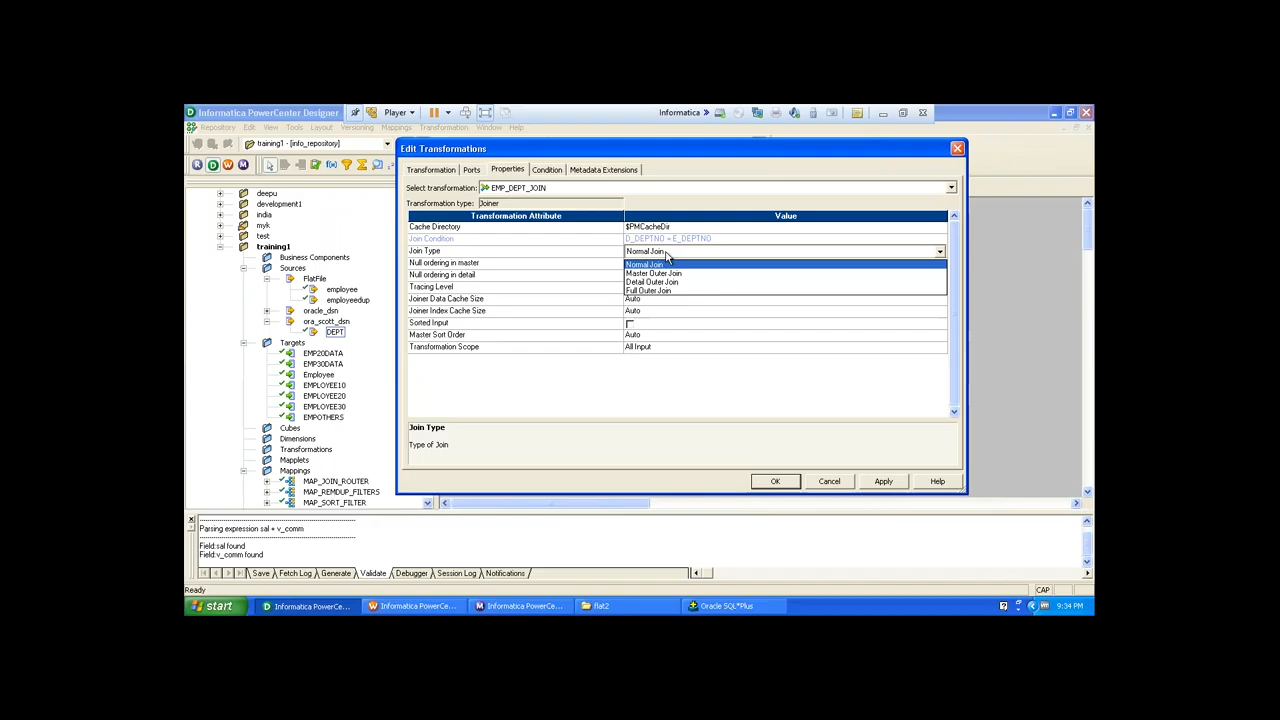 Informatica PowerCenter Designer
Player
Informatica
Repository Edit View Tools Layout Versioning Mappings Transformation Window Help
training1 - [info_repository]
Edit Transformations
Transformation Ports Properties Condition Metadata Extensions
Select transformation: EMP_DEPT_JOIN
Transformation type: Joiner
Transformation Attribute Value
Cache Directory $PMCacheDir
Join Condition D_DEPTNO = E_DEPTNO
Join Type Normal Join
Null ordering in master Normal Join
Master Outer Join
Null ordering in detail Detail Outer Join
Tracing Level Full Outer Join
Joiner Data Cache Size Auto
Joiner Index Cache Size Auto
Sorted Input
Master Sort Order Auto
Transformation Scope All Input
Join Type
Type of Join
OK Cancel Apply Help
deepu
development1
india
myk
test
training1
Business Components
Sources
FlatFile
employee
employeedup
oracle_dsn
ora_scott_dsn
DEPT
Targets
EMP20DATA
EMP30DATA
Employee
EMPLOYEE10
EMPLOYEE20
EMPLOYEE30
EMPOTHERS
Cubes
Dimensions
Transformations
Mapplets
Mappings
MAP_JOIN_ROUTER
MAP_REMDUP_FILTERS
MAP_SORT_FILTER
Parsing expression sal + v_comm
Field:sal found
Field:v_comm found
Save Fetch Log Generate Validate Debugger Session Log Notifications
Ready
CAP
start Informatica PowerCe... Informatica PowerCe... Informatica PowerCe... flat2 Oracle SQL*Plus 9:34 PM